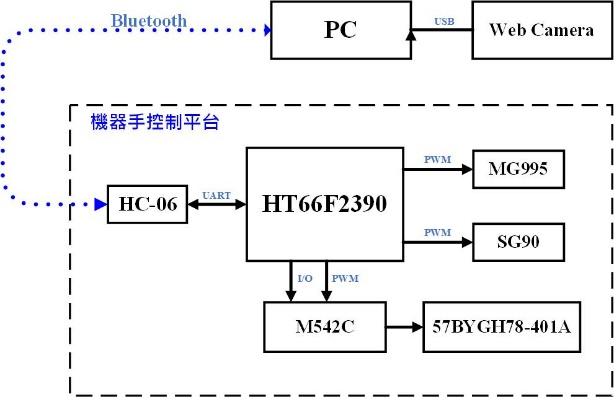 Bluetooth
PC
USB
Web Camera
機器手控制平台
HC-06
UART
HT66F2390
PWM
MG995
PWM
SG90
I/O
PWM
M542C
57BYGH78-401A